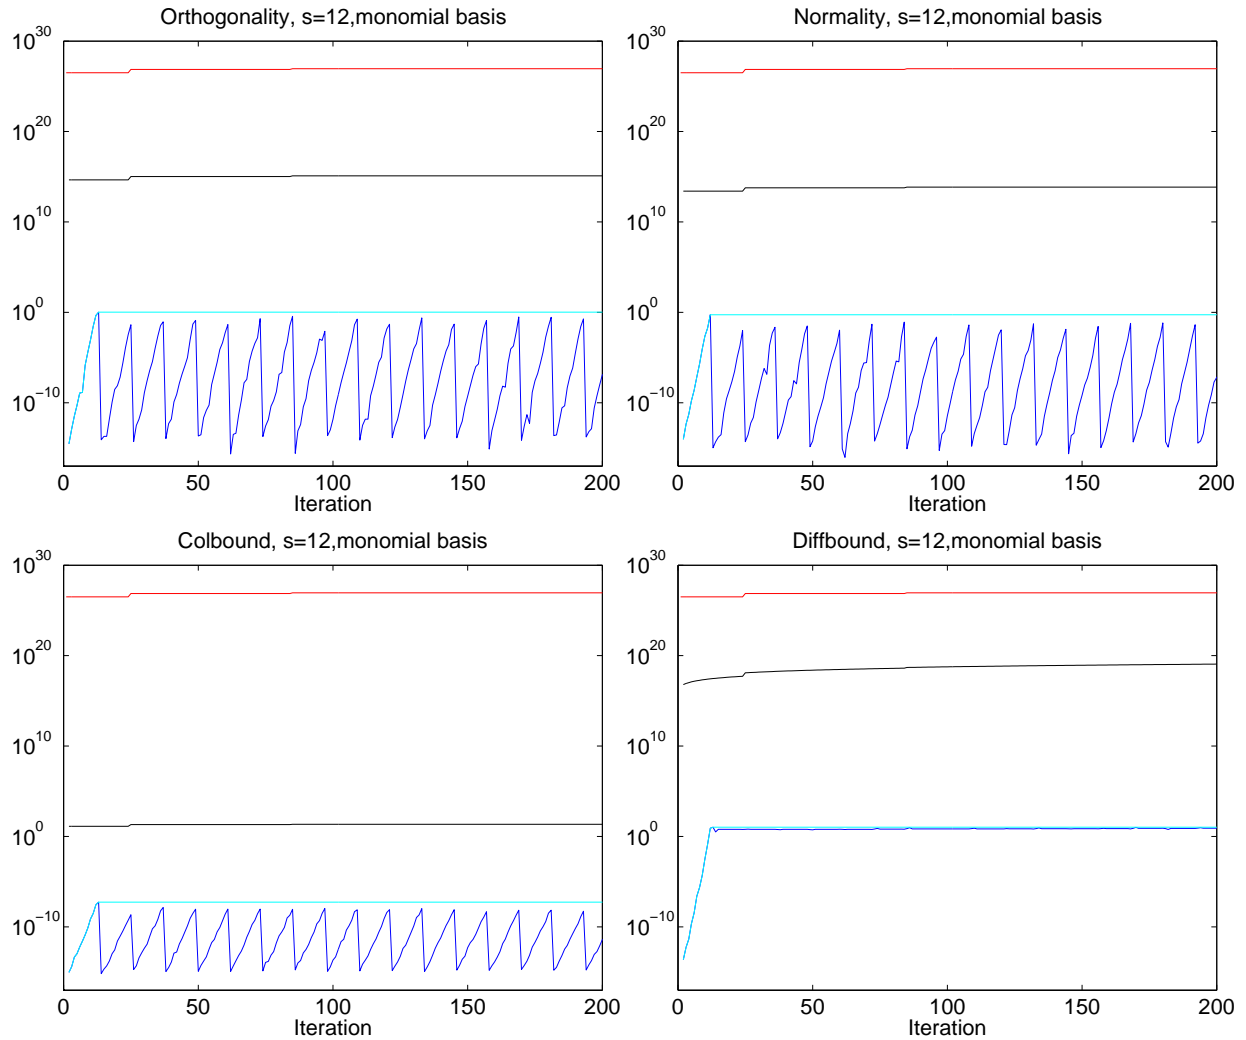 Orthogonality, s=12,monomial basis
10^30
10^20
10^10
10^0
10^−10
0 50 100 150 200
Iteration
Normality, s=12,monomial basis
10^30
10^20
10^10
10^0
10^−10
0 50 100 150 200
Iteration
Colbound, s=12,monomial basis
10^30
10^20
10^10
10^0
10^−10
0 50 100 150 200
Iteration
Diffbound, s=12,monomial basis
10^30
10^20
10^10
10^0
10^−10
0 50 100 150 200
Iteration